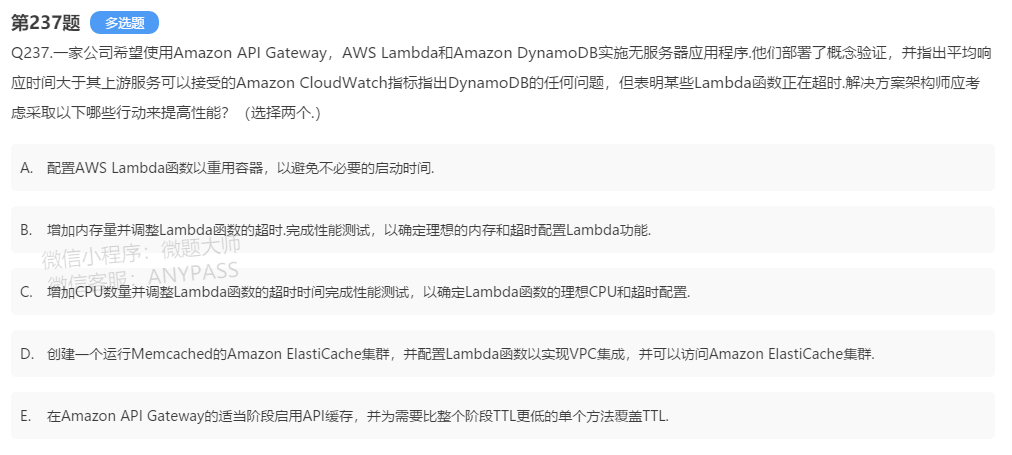 第237题 多选题
Q237.一家公司希望使用Amazon API Gateway，AWS Lambda和Amazon DynamoDB实施无服务器应用程序.他们部署了概念验证，并指出平均响
应时间大于其上游服务可以接受的Amazon CloudWatch指标指出DynamoDB的任何问题，但表明某些Lambda函数正在超时.解决方案架构师应考
虑采取以下哪些行动来提高性能？（选择两个.）
A. 配置AWS Lambda函数以重用容器，以避免不必要的启动时间.
B. 增加内存量并调整Lambda函数的超时.完成性能测试，以确定理想的内存和超时配置Lambda功能.
微信小程序：微题大师
微信客服：ANYPASS
C. 增加CPU数量并调整Lambda函数的超时时间完成性能测试，以确定Lambda函数的理想CPU和超时配置.
D. 创建一个运行Memcached的Amazon ElastiCache集群，并配置Lambda函数以实现VPC集成，并可以访问Amazon ElastiCache集群.
E. 在Amazon API Gateway的适当阶段启用API缓存，并为需要比整个阶段TTL更低的单个方法覆盖TTL.